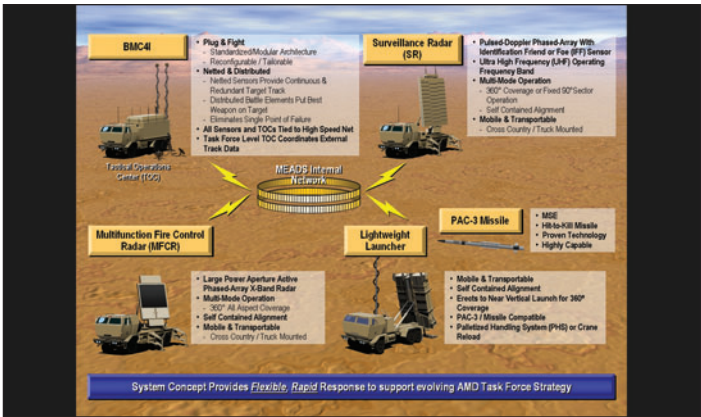 BMC4I
• Plug & Fight
- Standardized/Modular Architecture
- Reconfigurable / Tailorable
• Netted & Distributed
- Netted Sensors Provide Continuous &
Redundant Target Track
- Distributed Battle Elements Put Best
Weapon on Target
- Eliminates Single Point of Failure
• All Sensors and TOCs Tied to High Speed Net
• Task Force Level TOC Coordinates External
Track Data
Tactical Operations
Center (TOC)
Surveillance Radar
(SR)
• Pulsed-Doppler Phased-Array With
Identification Friend or Foe (IFF) Sensor
• Ultra High Frequency (UHF) Operating
Frequency Band
• Multi-Mode Operation
- 360° Coverage or Fixed 90°Sector
Operation
- Self Contained Alignment
• Mobile & Transportable
- Cross Country / Truck Mounted
MEADS Internal
Network
Multifunction Fire Control
Radar (MFCR)
• Large Power Aperture Active
Phased-Array X-Band Radar
• Multi-Mode Operation
- 360° All Aspect Coverage
• Self Contained Alignment
• Mobile & Transportable
- Cross Country / Truck Mounted
Lightweight
Launcher
PAC-3 Missile
• MSE
• Hit-to-Kill Missile
• Proven Technology
• Highly Capable
• Mobile & Transportable
• Self Contained Alignment
• Erects to Near Vertical Launch for 360°
Coverage
• PAC-3 / Missile Compatible
• Palletized Handling System (PHS) or Crane
Reload
System Concept Provides Flexible, Rapid Response to support evolving AMD Task Force Strategy